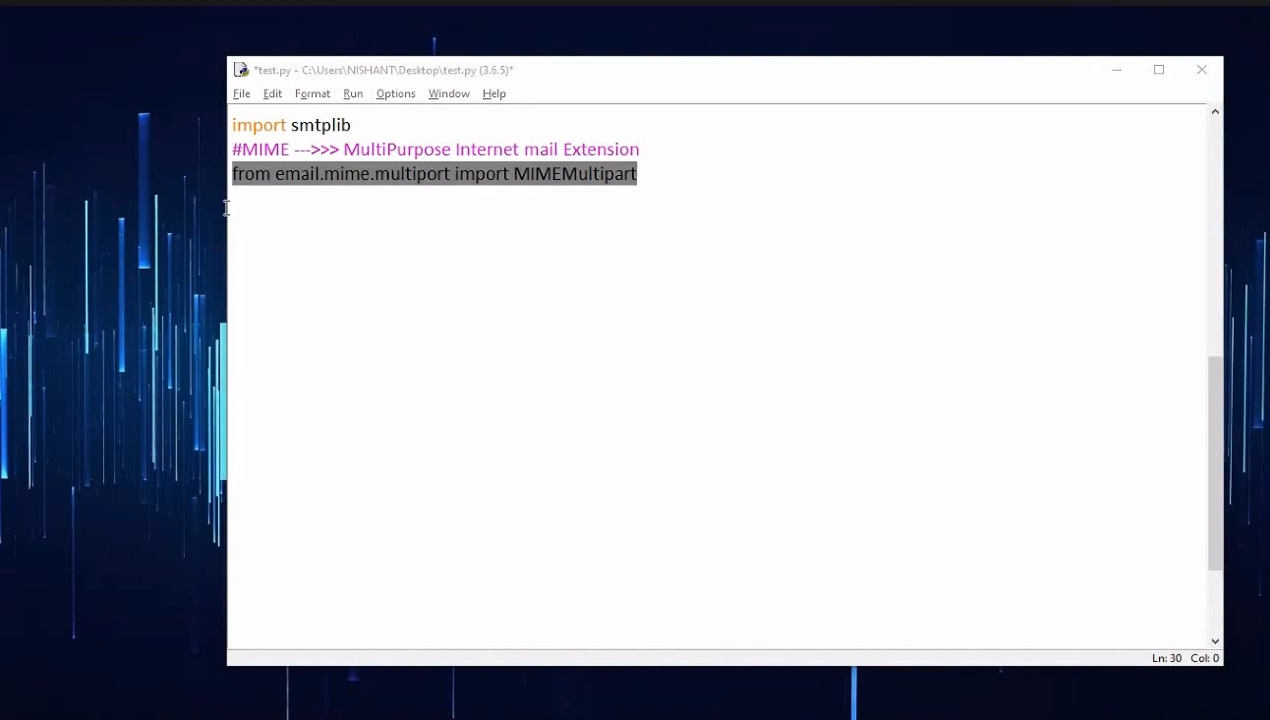 *test.py - C:\Users\NISHANT\Desktop\test.py (3.6.5)*
File Edit Format Run Options Window Help
import smtplib
#MIME --->>> MultiPurpose Internet mail Extension
from email.mime.multiport import MIMEMultipart
Ln: 30 Col: 0